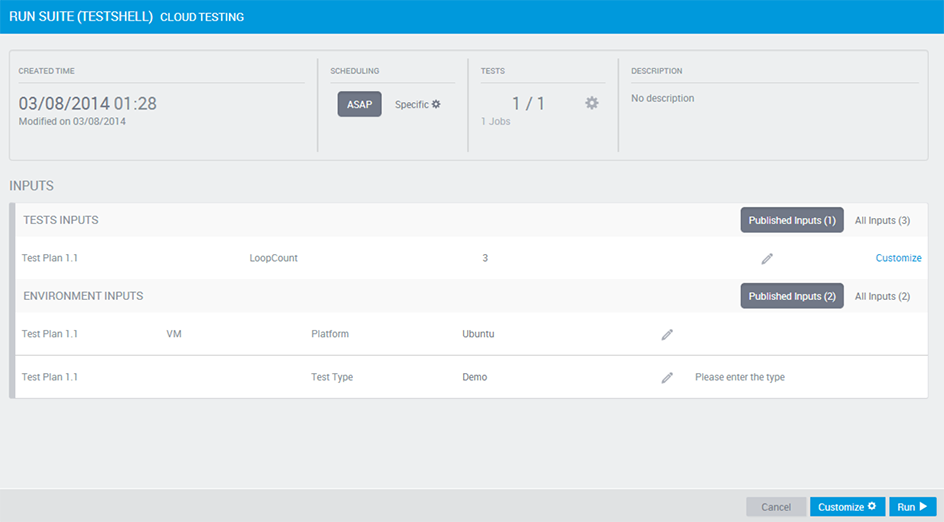 RUN SUITE (TESTSHELL) CLOUD TESTING
CREATED TIME
03/08/2014 01:28
Modified on 03/08/2014
SCHEDULING
ASAP Specific
TESTS
1 / 1
1 Jobs
DESCRIPTION
No description
INPUTS
TESTS INPUTS Published Inputs (1) All Inputs (3)
Test Plan 1.1 LoopCount 3 Customize
ENVIRONMENT INPUTS Published Inputs (2) All Inputs (2)
Test Plan 1.1 VM Platform Ubuntu
Test Plan 1.1 Test Type Demo Please enter the type
Cancel Customize Run